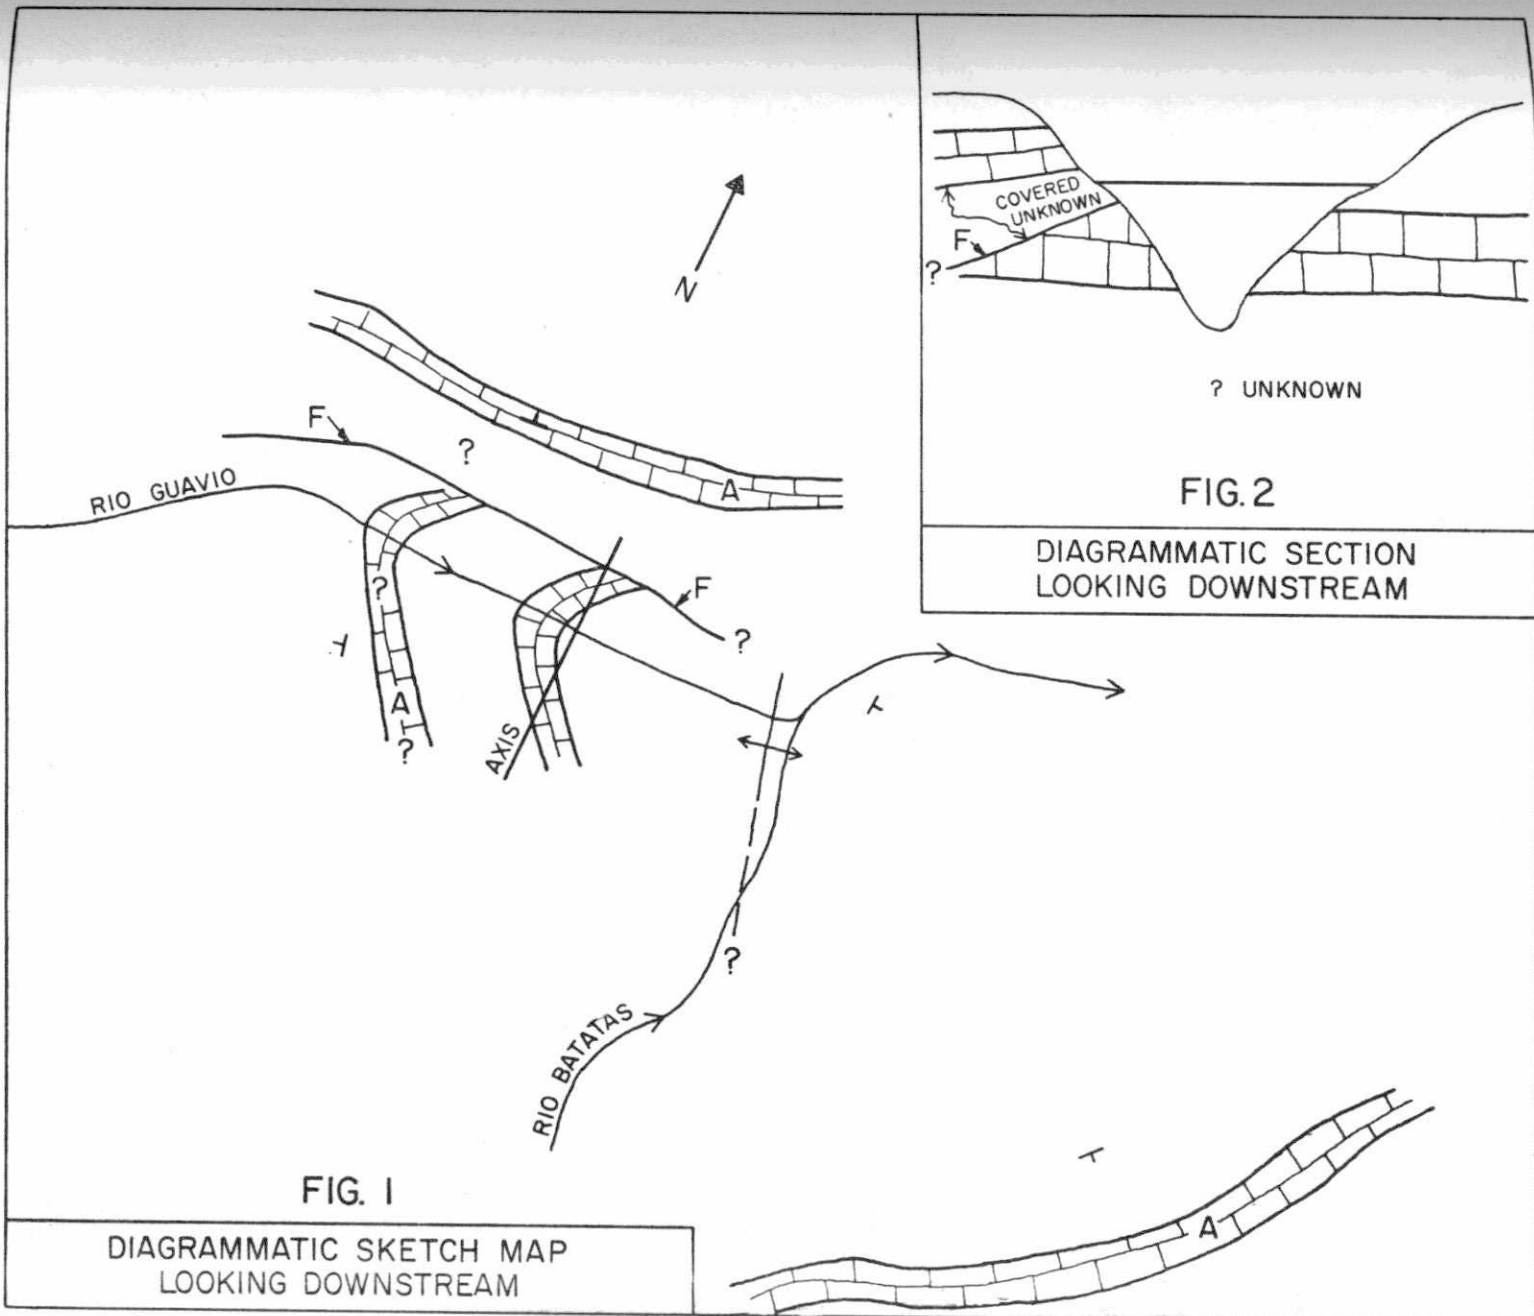 N
F
?
RIO GUAVIO
A
?
F
?
A
?
AXIS
?
RIO BATATAS
A
FIG. 1
DIAGRAMMATIC SKETCH MAP
LOOKING DOWNSTREAM
COVERED
UNKNOWN
F
?
? UNKNOWN
FIG. 2
DIAGRAMMATIC SECTION
LOOKING DOWNSTREAM